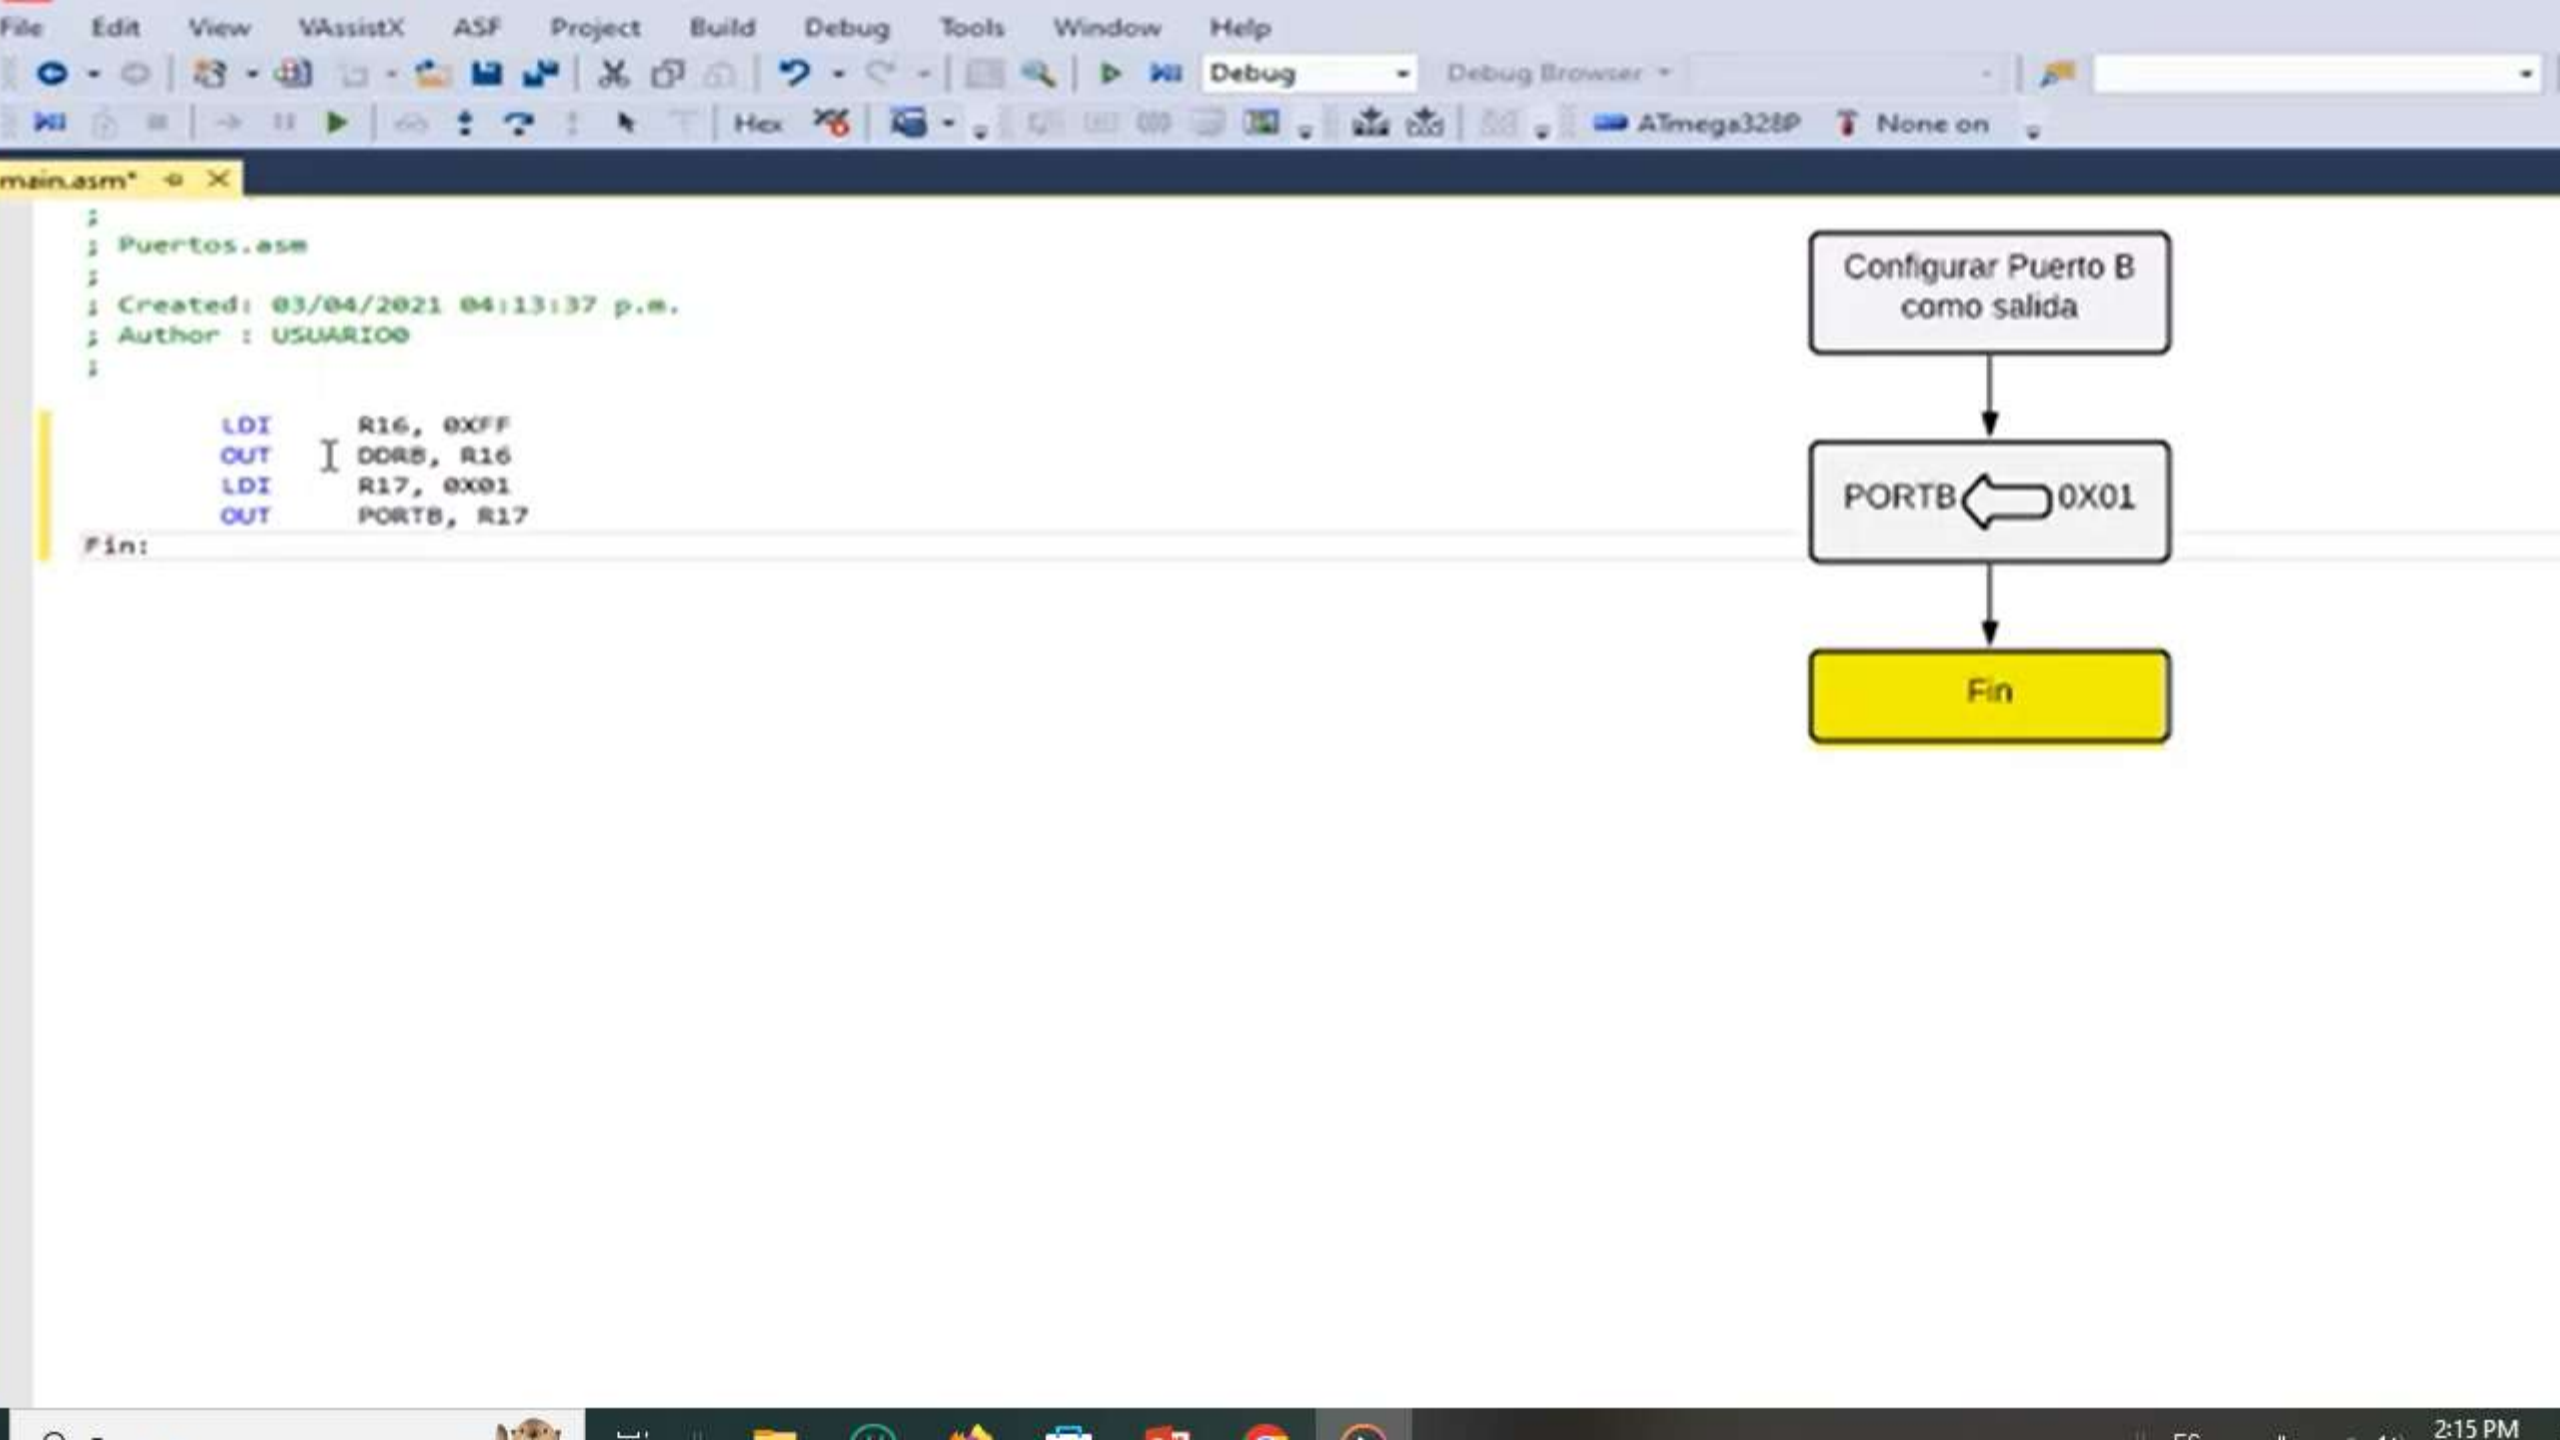 File Edit View VAssistX ASF Project Build Debug Tools Window Help
Debug Debug Browser
Hex ATmega328P None on
main.asm*
;
; Puertos.asm
;
; Created: 03/04/2021 04:13:37 p.m.
; Author : USUARIO0
;
LDI R16, 0XFF
OUT DDRB, R16
LDI R17, 0X01
OUT PORTB, R17
Fin:
Configurar Puerto B
como salida
PORTB 0X01
Fin
2:15 PM